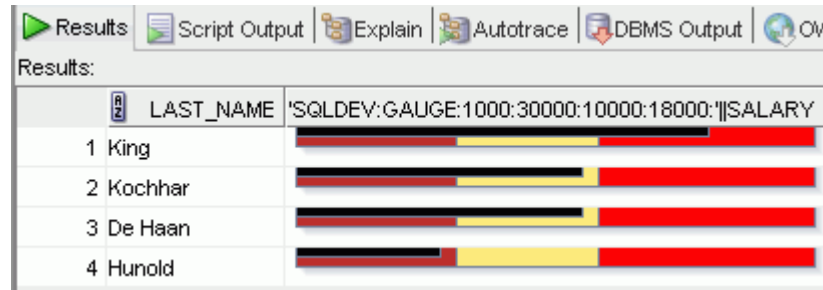 Results Script Output Explain Autotrace DBMS Output OW
Results:
LAST_NAME 'SQLDEV:GAUGE:1000:30000:10000:18000:'||SALARY
1 King
2 Kochhar
3 De Haan
4 Hunold